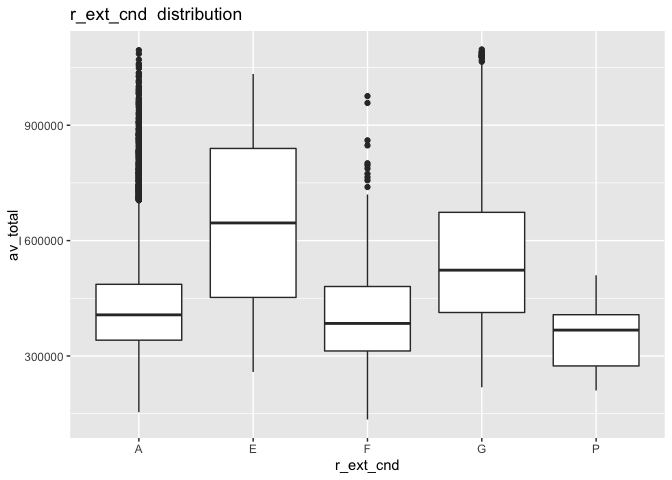 r_ext_cnd  distribution
900000
600000
300000
av_total
A
E
F
G
P
r_ext_cnd